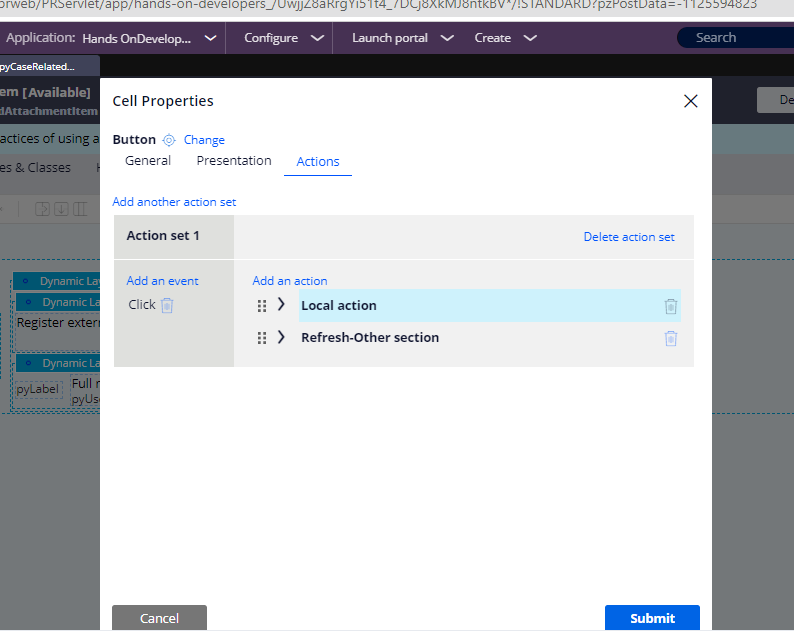 orweb/PRServlet/app/hands-on-developers_/UwjjZ8aRrgYi51t4_7DCj8XkMJ8ntkBV*/!STANDARD?pzPostData=-1125594823
Application: Hands OnDevelop... Configure Launch portal Create Search
pyCaseRelated...
em [Available]
dAttachmentItem
De
actices of using a
es & Classes
Cell Properties
Button Change
General Presentation Actions
Add another action set
Action set 1 Delete action set
Add an event Add an action
Click Local action
Refresh-Other section
Dynamic Lay
Dynamic La
Register extern
Dynamic La
pyLabel Full n
pyUse
Cancel Submit